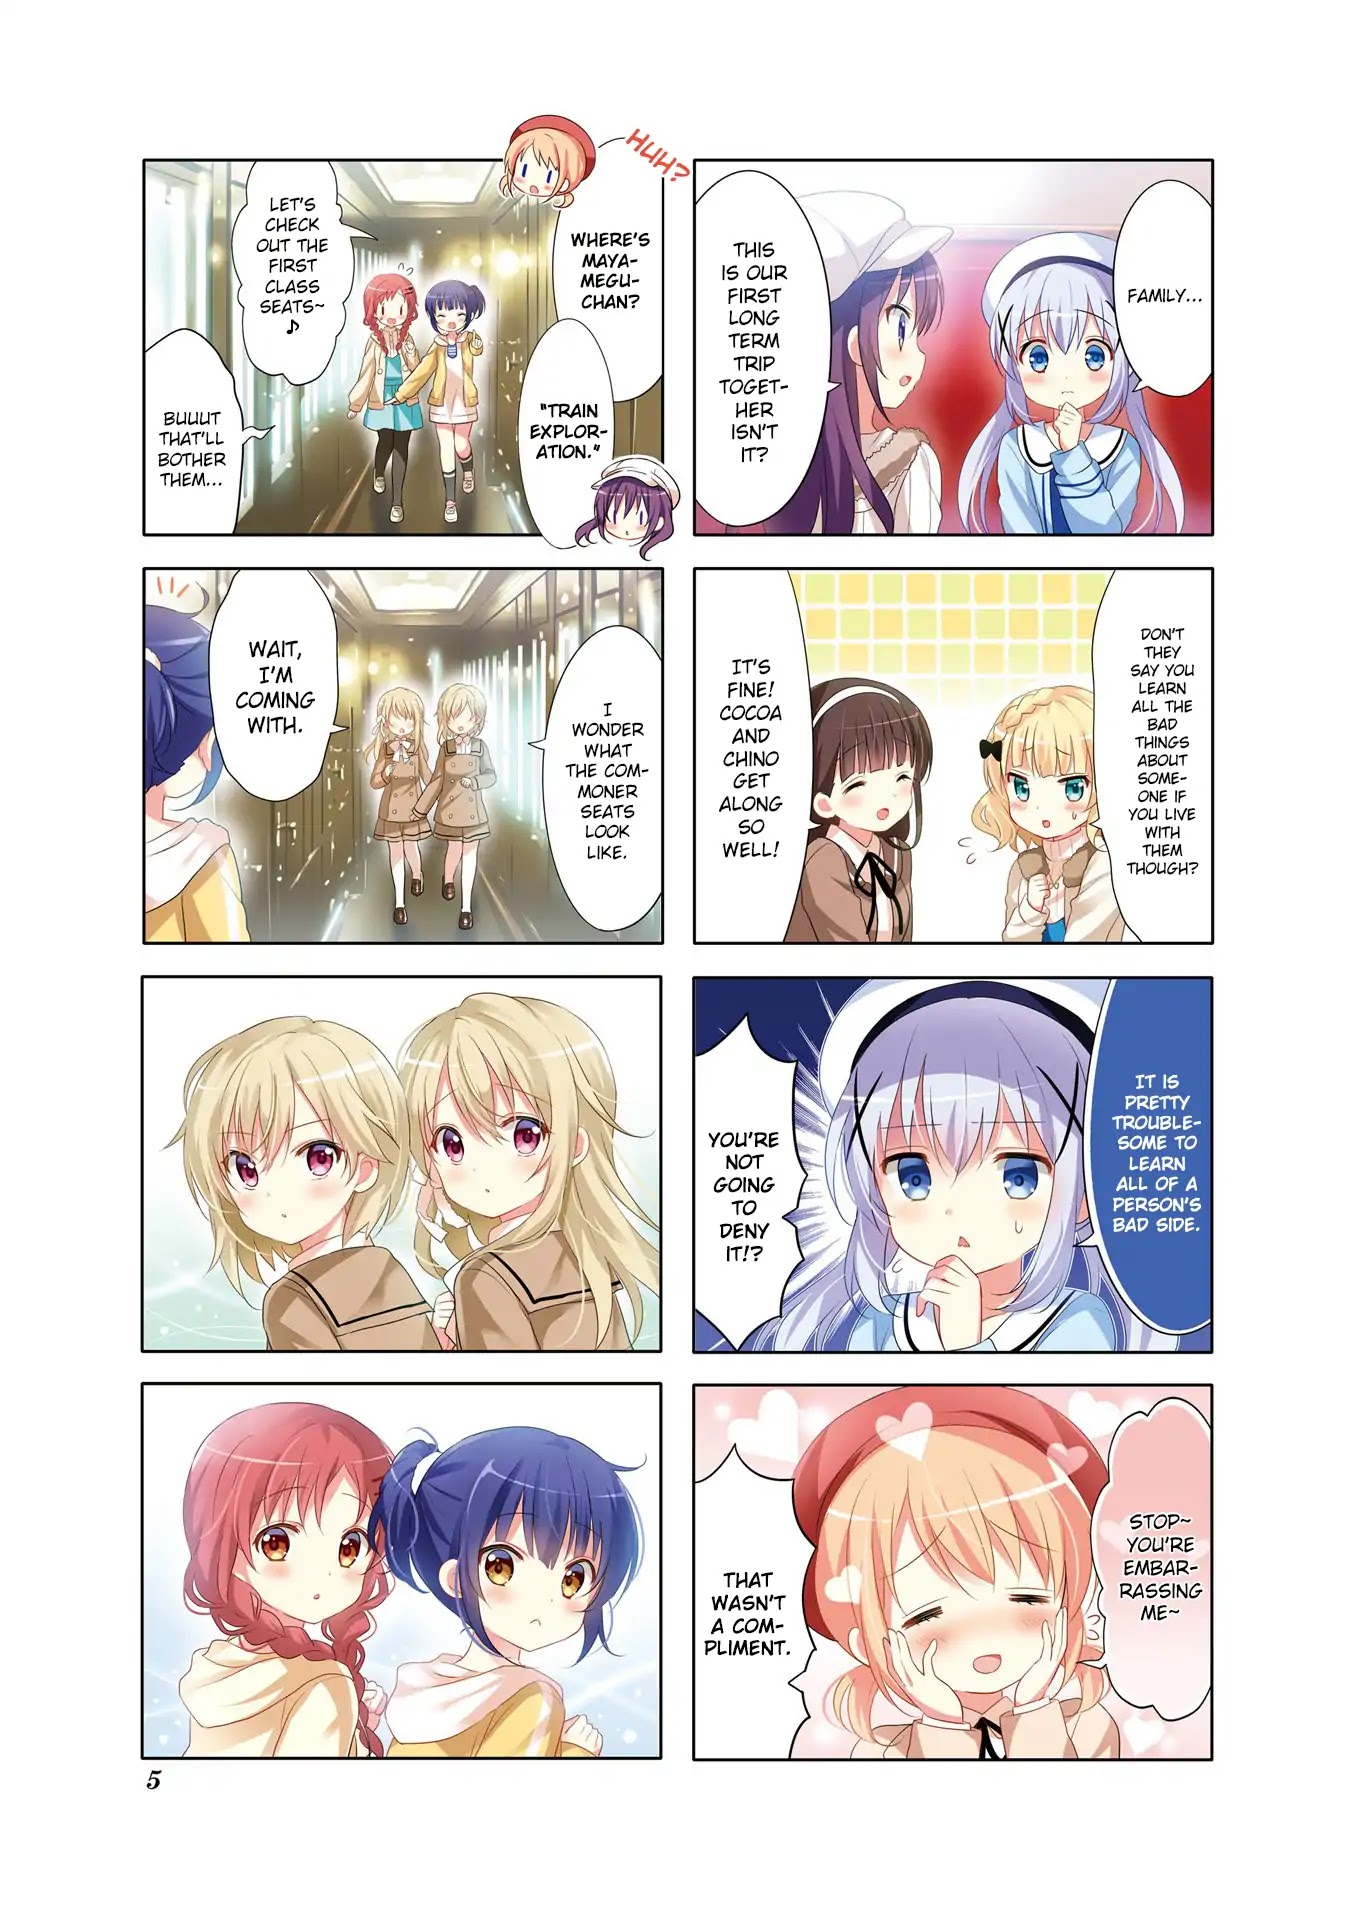 FAMILY...
THIS
IS OUR
FIRST
LONG
TERM
TRIP
TOGET-
HER
ISN'T
IT?
DON'T
THEY
SAY YOU
LEARN
ALL THE
BAD
THINGS
ABOUT
SOME-
ONE IF
YOU LIVE
WITH
THEM
THOUGH?
IT'S
FINE!
COCOA
AND
CHINO
GET
ALONG
SO
WELL!
IT IS
PRETTY
TROUBLE-
SOME TO
LEARN
ALL OF A
PERSON'S
BAD SIDE.
YOU'RE
NOT
GOING
TO
DENY
IT!?
STOP~
YOU'RE
EMBAR-
RASSING
ME~
THAT
WASN'T
A COM-
PLIMENT.
HUH?
WHERE'S
MAYA-
MEGU-
CHAN?
"TRAIN
EXPLOR-
ATION."
LET'S
CHECK
OUT THE
FIRST
CLASS
SEATS~
♪
BUUUT
THAT'LL
BOTHER
THEM...
I
WONDER
WHAT
THE COM-
MONER
SEATS
LOOK
LIKE.
WAIT,
I'M
COMING
WITH.
5